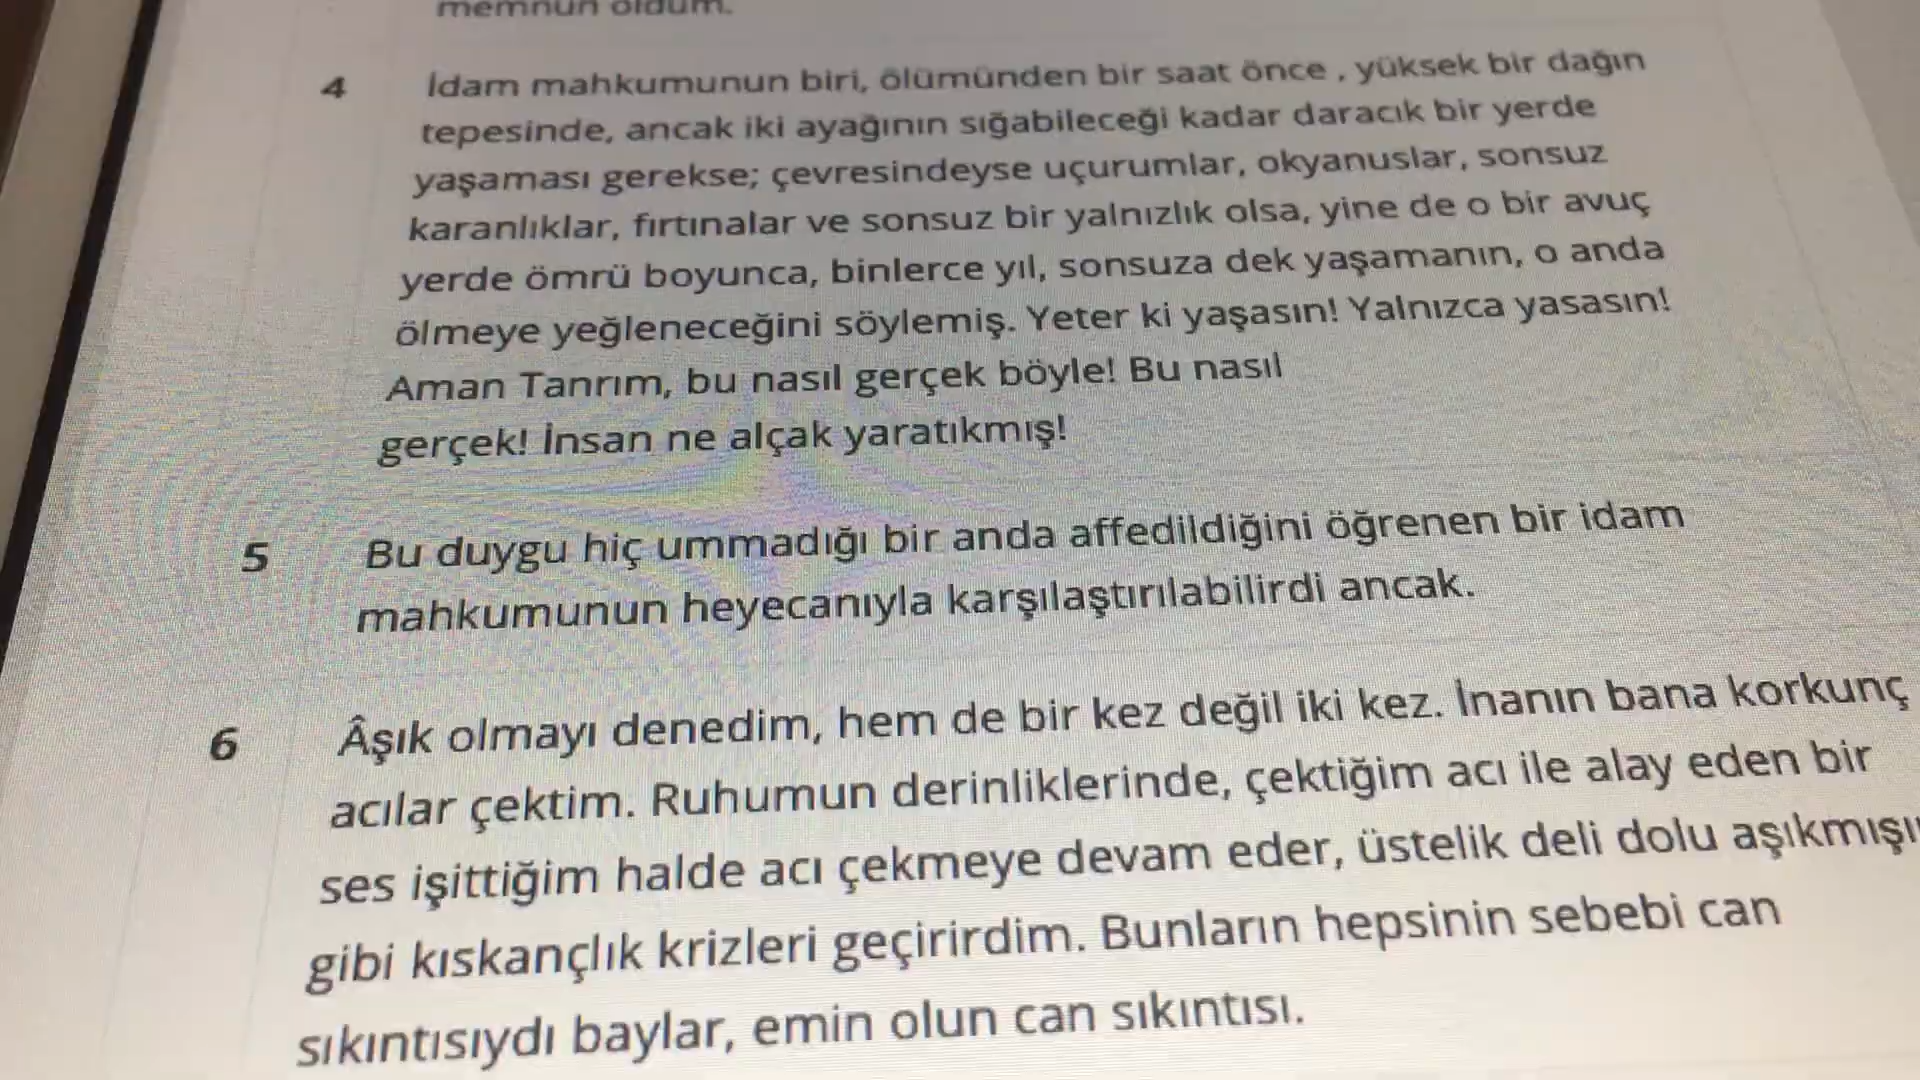 memnun oldum.
4 İdam mahkumunun biri, ölümünden bir saat önce , yüksek bir dağın
tepesinde, ancak iki ayağının sığabileceği kadar daracık bir yerde
yaşaması gerekse; çevresindeyse uçurumlar, okyanuslar, sonsuz
karanlıklar, fırtınalar ve sonsuz bir yalnızlık olsa, yine de o bir avuç
yerde ömrü boyunca, binlerce yıl, sonsuza dek yaşamanın, o anda
ölmeye yeğleneceğini söylemiş. Yeter ki yaşasın! Yalnızca yasasın!
Aman Tanrım, bu nasıl gerçek böyle! Bu nasıl
gerçek! İnsan ne alçak yaratıkmış!
5 Bu duygu hiç ummadığı bir anda affedildiğini öğrenen bir idam
mahkumunun heyecanıyla karşılaştırılabilirdi ancak.
6 Âşık olmayı denedim, hem de bir kez değil iki kez. İnanın bana korkunç
acılar çektim. Ruhumun derinliklerinde, çektiğim acı ile alay eden bir
ses işittiğim halde acı çekmeye devam eder, üstelik deli dolu
gibi kıskançlık krizleri geçirirdim. Bunların hepsinin sebebi can
sıkıntısıydı baylar, emin olun can sıkıntısı.